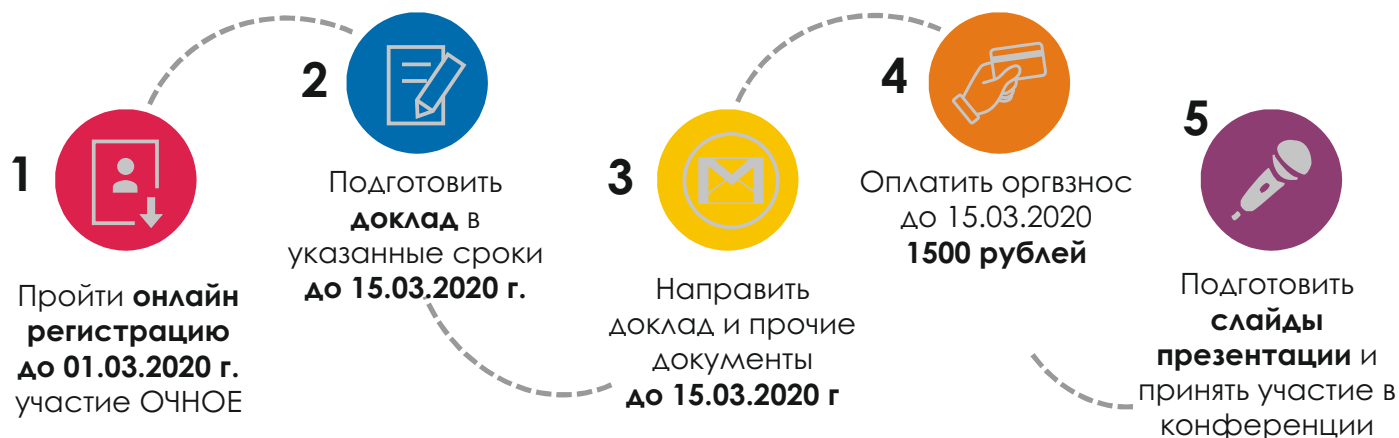 1
Пройти онлайн
регистрацию
до 01.03.2020 г.
участие ОЧНОЕ
2
Подготовить
доклад в
указанные сроки
до 15.03.2020 г.
3
Направить
доклад и прочие
документы
до 15.03.2020 г
4
Оплатить оргвзнос
до 15.03.2020
1500 рублей
5
Подготовить
слайды
презентации и
принять участие в
конференции